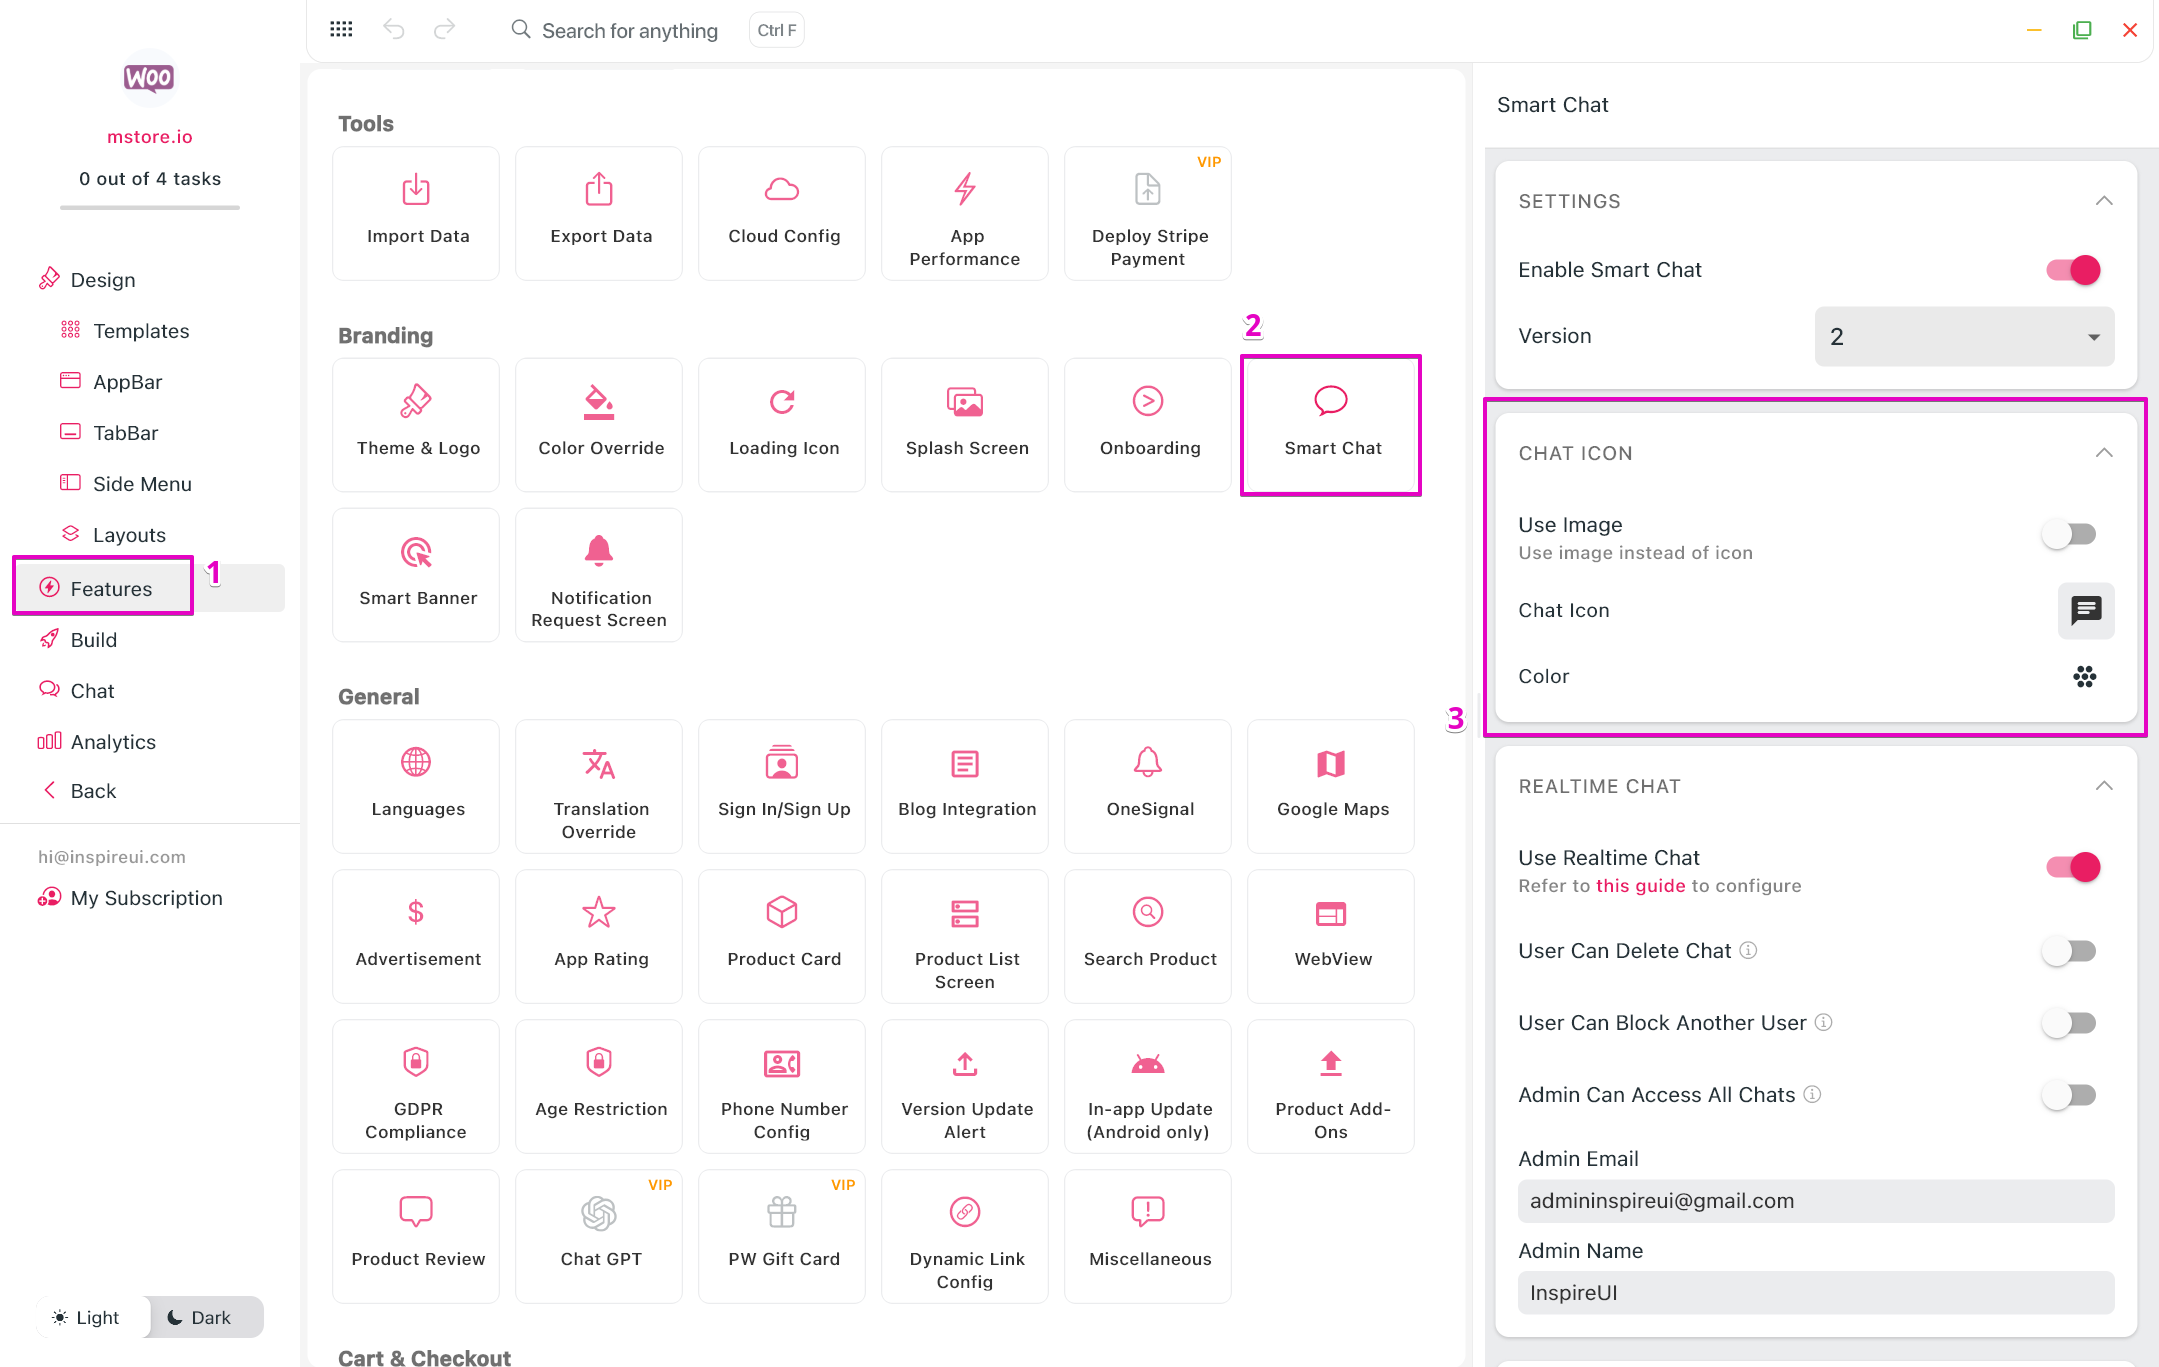 Search for anything
Ctrl F
WOO
mstore.io
0 out of 4 tasks
Design
Templates
AppBar
TabBar
Side Menu
Layouts
Features
1
Build
Chat
Analytics
Back
hi@inspireui.com
My Subscription
Light
Dark
Tools
Import Data
Export Data
Cloud Config
App
Performance
VIP
Deploy Stripe
Payment
Branding
2
Theme & Logo
Color Override
Loading Icon
Splash Screen
Onboarding
Smart Chat
Smart Banner
Notification
Request Screen
General
Languages
Translation
Override
Sign In/Sign Up
Blog Integration
OneSignal
Google Maps
Advertisement
App Rating
Product Card
Product List
Screen
Search Product
WebView
GDPR
Compliance
Age Restriction
Phone Number
Config
Version Update
Alert
In-app Update
(Android only)
Product Add-
Ons
Product Review
VIP
Chat GPT
VIP
PW Gift Card
Dynamic Link
Config
Miscellaneous
Cart & Checkout
Smart Chat
SETTINGS
Enable Smart Chat
Version
2
3
CHAT ICON
Use Image
Use image instead of icon
Chat Icon
Color
REALTIME CHAT
Use Realtime Chat
Refer to this guide to configure
User Can Delete Chat
User Can Block Another User
Admin Can Access All Chats
Admin Email
admininspireui@gmail.com
Admin Name
InspireUI